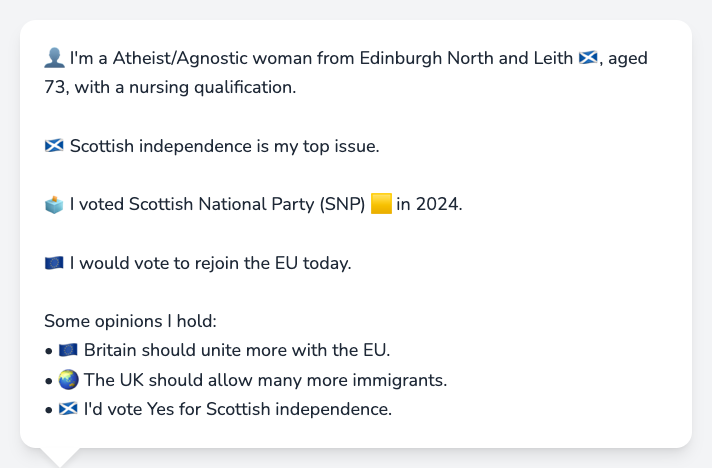 👤 I'm a Atheist/Agnostic woman from Edinburgh North and Leith 🏴󠁧󠁢󠁳󠁣󠁴󠁿, aged
73, with a nursing qualification.
🏴󠁧󠁢󠁳󠁣󠁴󠁿 Scottish independence is my top issue.
🗳️ I voted Scottish National Party (SNP) 🟨 in 2024.
🇪🇺 I would vote to rejoin the EU today.
Some opinions I hold:
• 🇪🇺 Britain should unite more with the EU.
• 🌏 The UK should allow many more immigrants.
• 🏴󠁧󠁢󠁳󠁣󠁴󠁿 I'd vote Yes for Scottish independence.